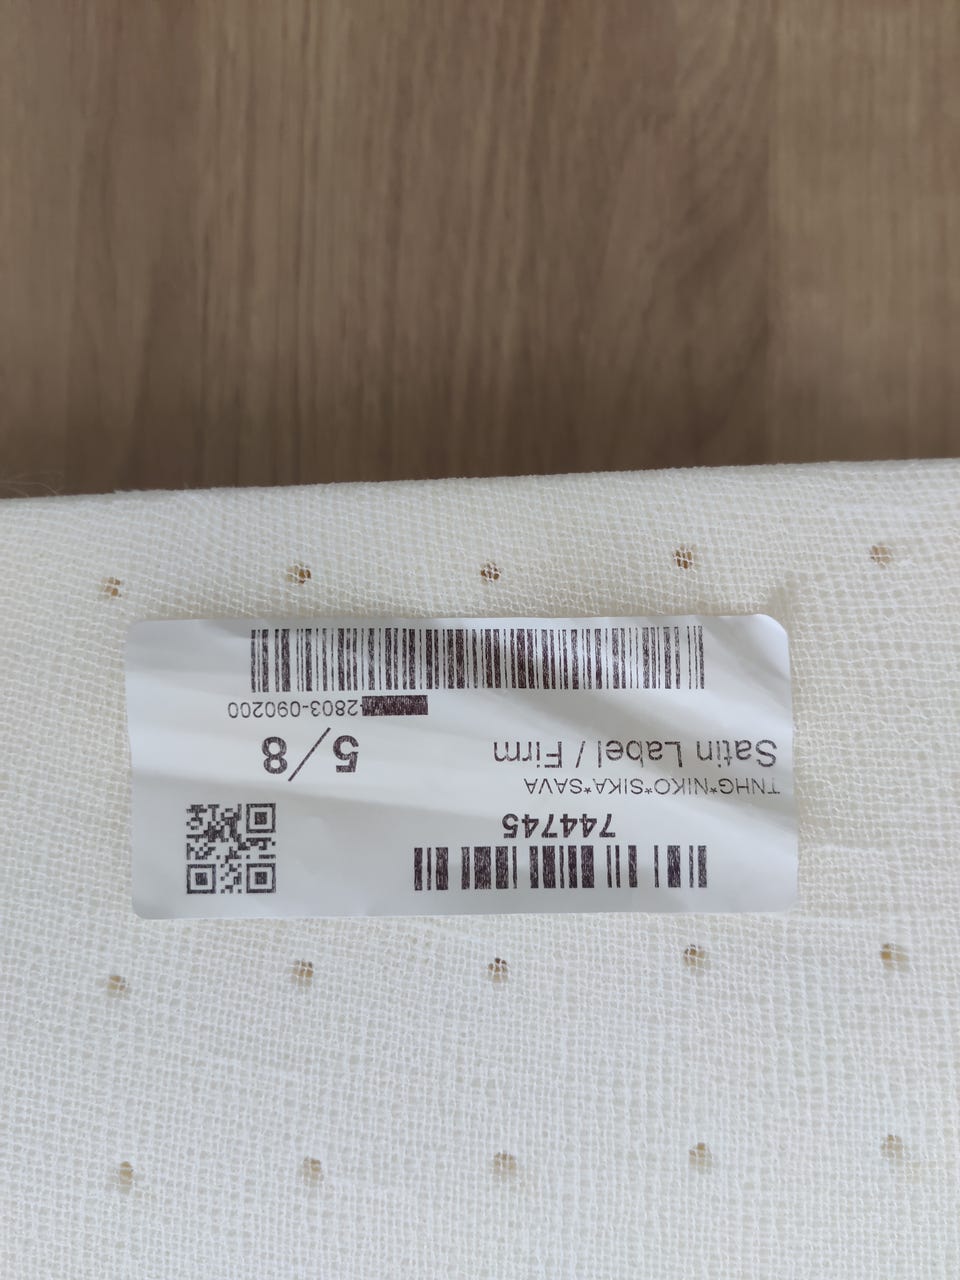 744745
TNHG*NIKO*SIKA*SAVA
Satin Label / Firm
5/8
-2803-090200